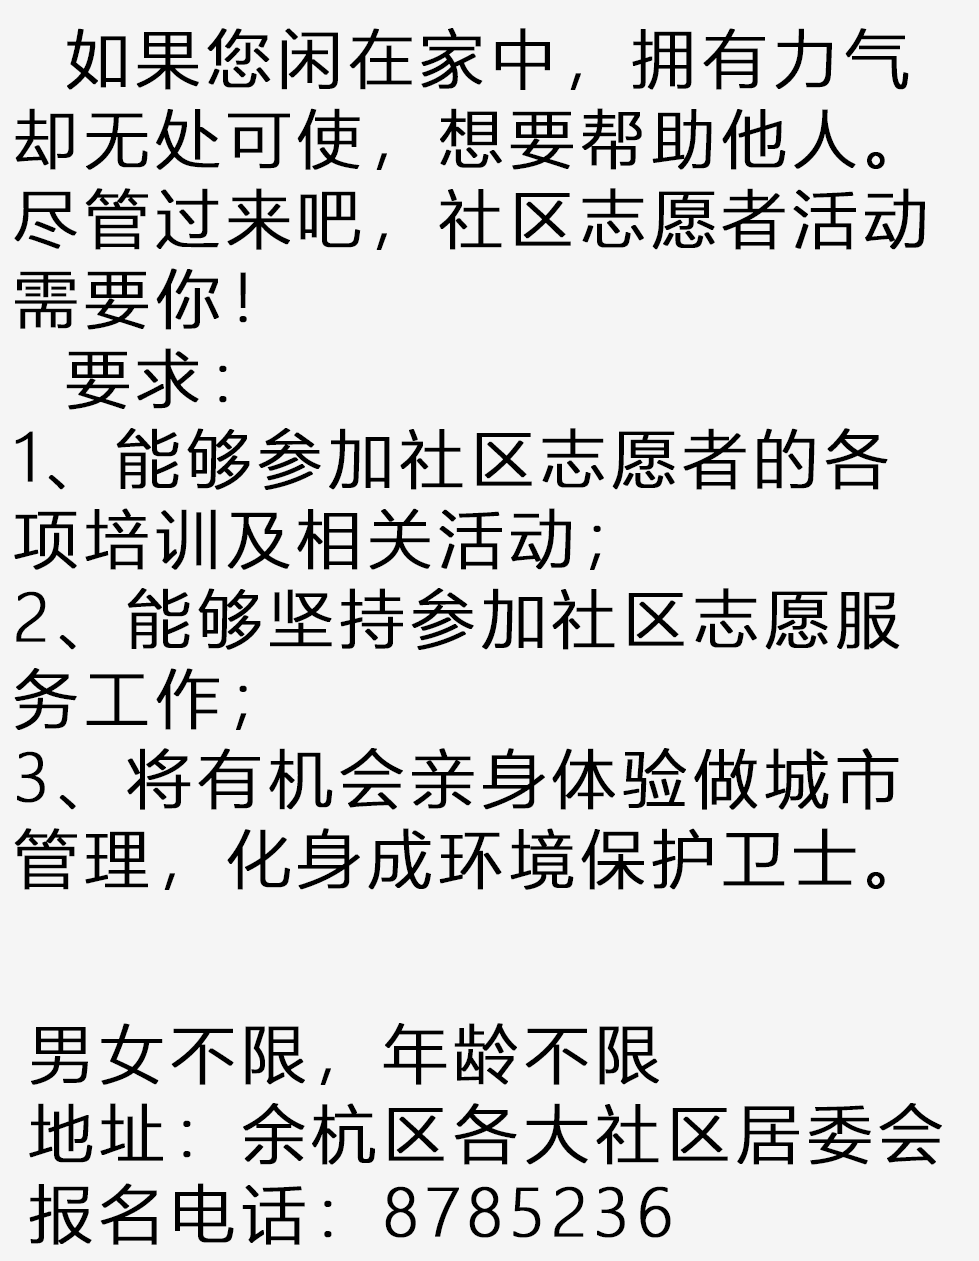 如果您闲在家中，拥有力气
却无处可使，想要帮助他人。
尽管过来吧，社区志愿者活动
需要你！
要求：
1、能够参加社区志愿者的各
项培训及相关活动；
2、能够坚持参加社区志愿服
务工作；
3、将有机会亲身体验做城市
管理，化身成环境保护卫士。
男女不限，年龄不限
地址：余杭区各大社区居委会
报名电话：8785236